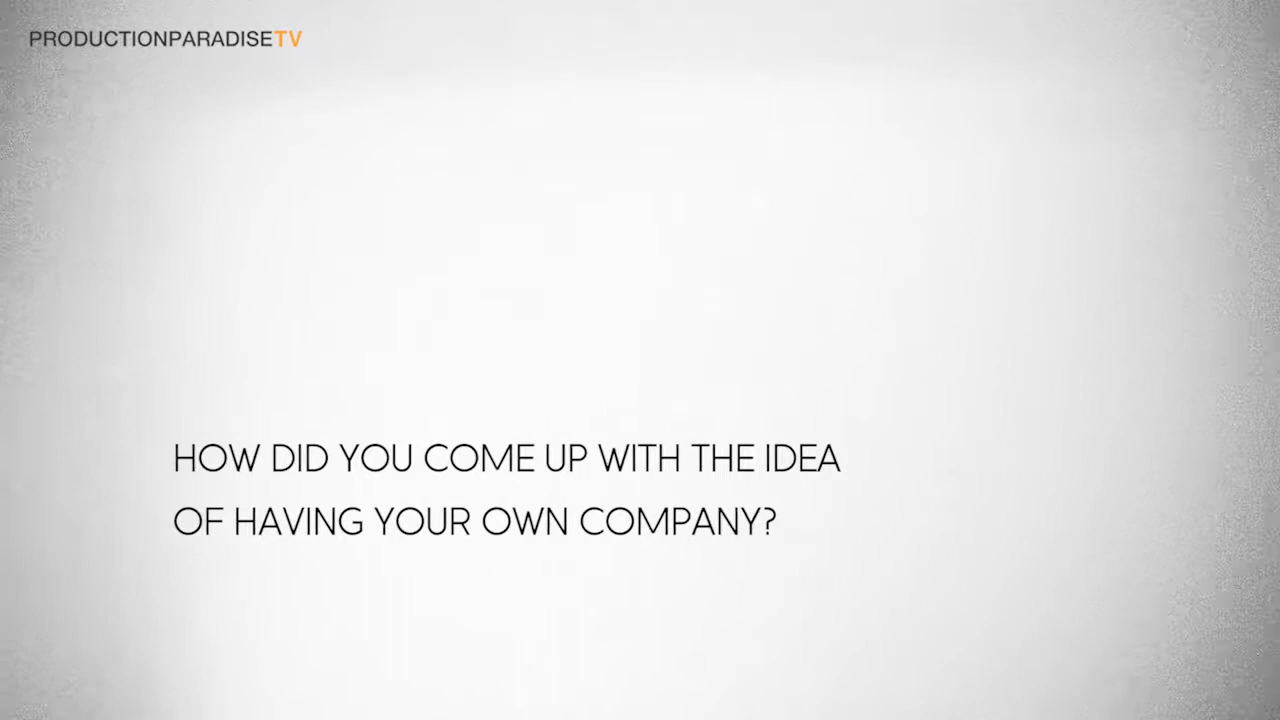 PRODUCTIONPARADISETV
HOW DID YOU COME UP WITH THE IDEA
OF HAVING YOUR OWN COMPANY?